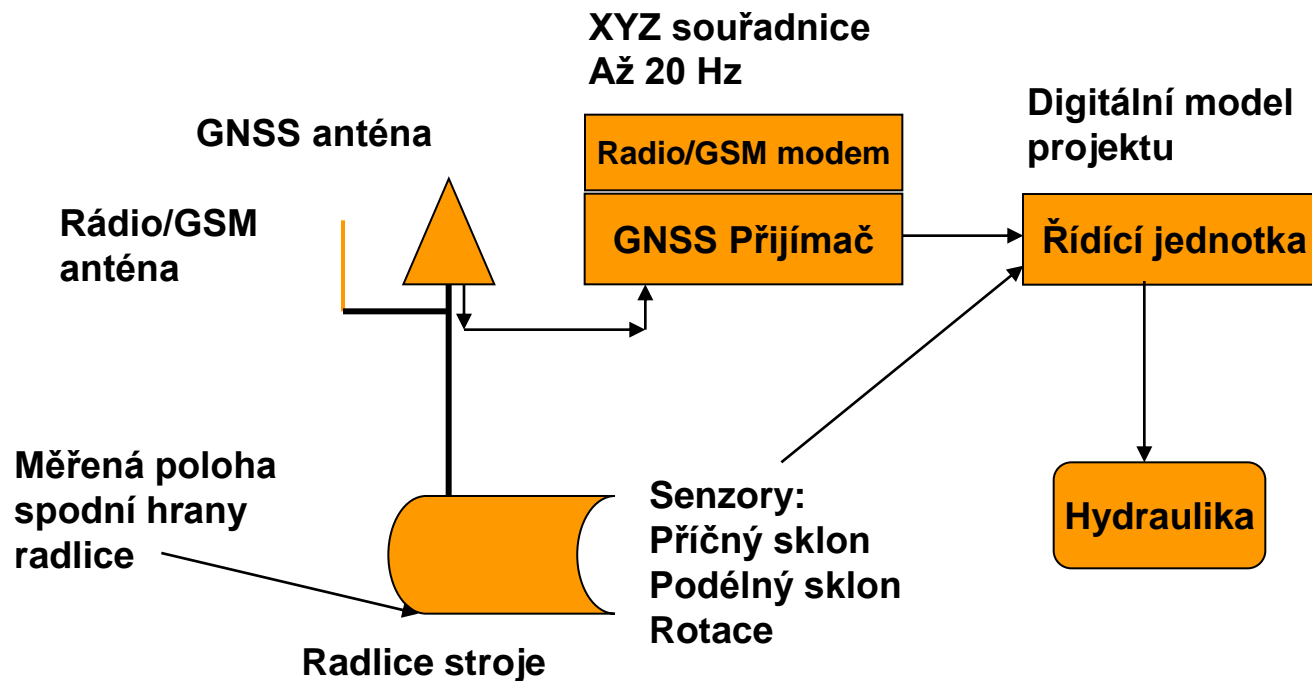 XYZ souřadnice
Až 20 Hz
Digitální model
projektu
GNSS anténa
Radio/GSM modem
Rádio/GSM
anténa
GNSS Přijímač
Řídící jednotka
Měřená poloha
spodní hrany
radlice
Senzory:
Příčný sklon
Podélný sklon
Rotace
Hydraulika
Radlice stroje